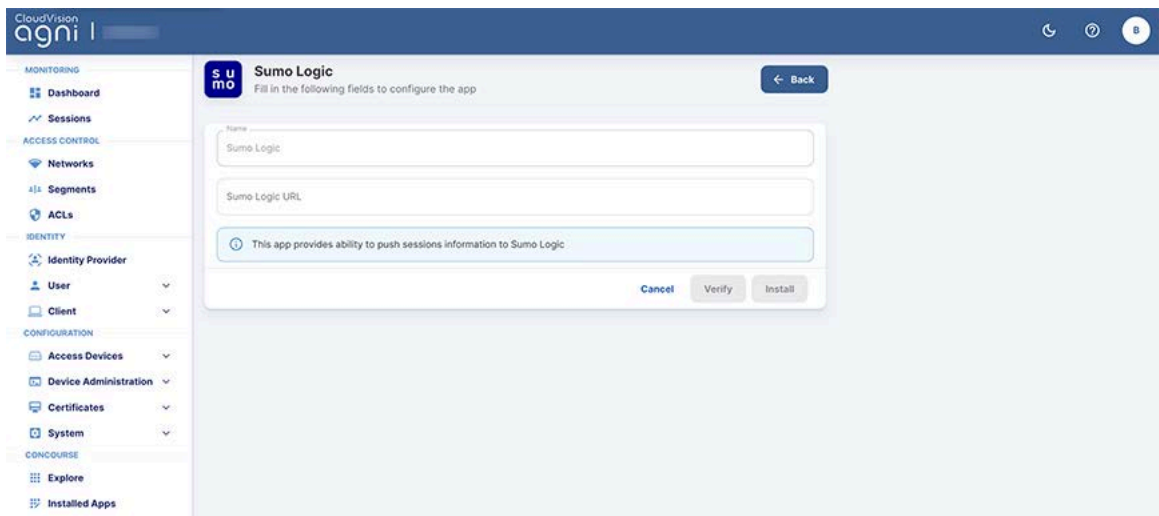 CloudVision
agni
B
MONITORING
Dashboard
Sessions
ACCESS CONTROL
Networks
Segments
ACLs
IDENTITY
Identity Provider
User
Client
CONFIGURATION
Access Devices
Device Administration
Certificates
System
CONCOURSE
Explore
Installed Apps
sumo
Sumo Logic
Fill in the following fields to configure the app
Back
Name
Sumo Logic
Sumo Logic URL
This app provides ability to push sessions information to Sumo Logic
Cancel Verify Install